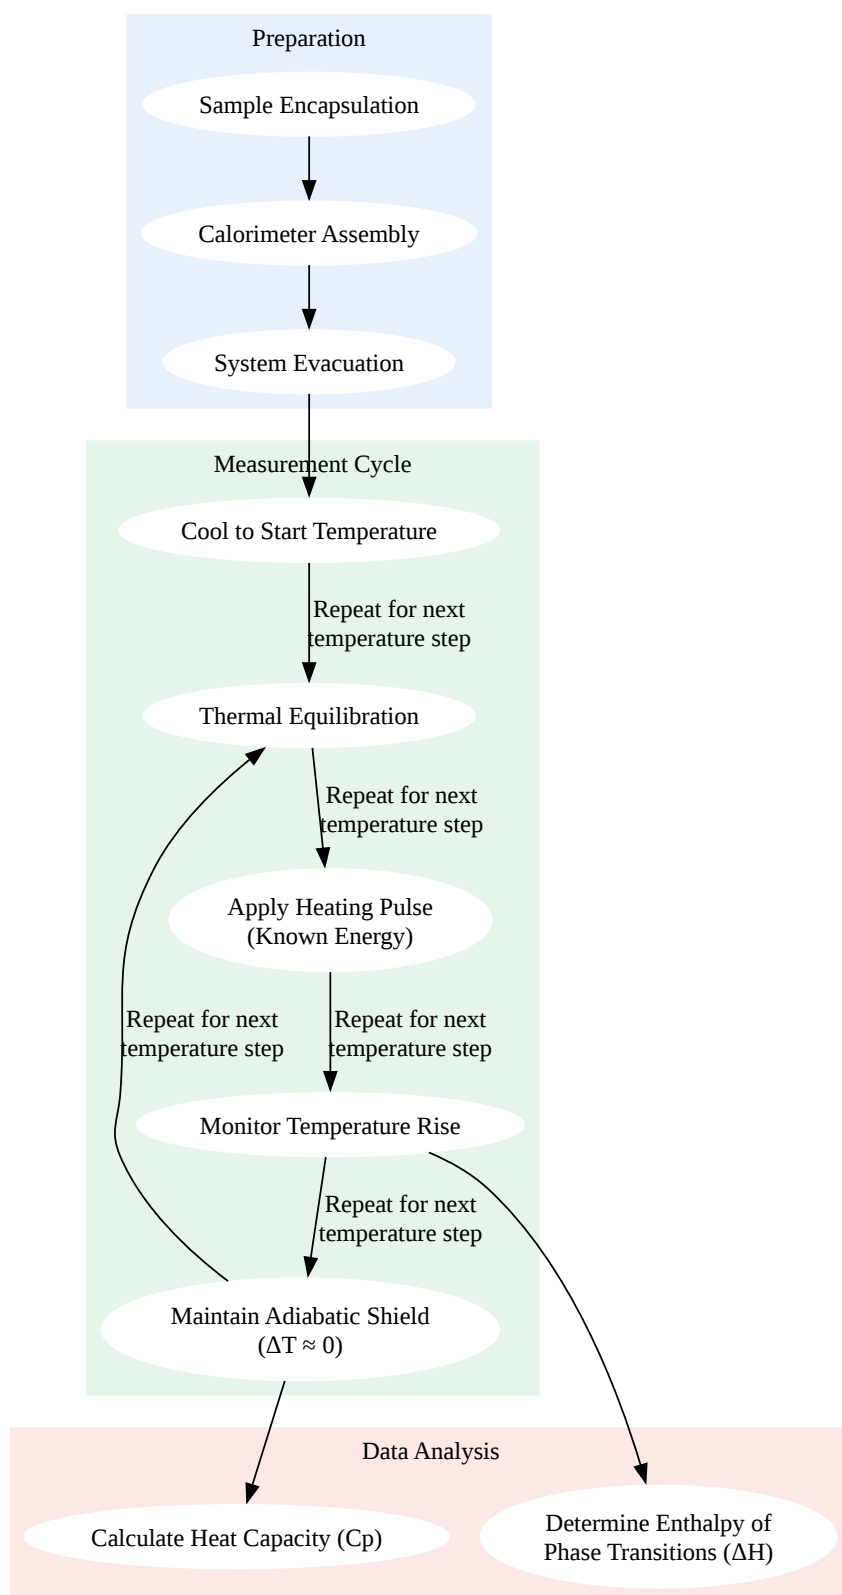 Preparation
Sample Encapsulation
Calorimeter Assembly
System Evacuation
Measurement Cycle
Cool to Start Temperature
Repeat for next
temperature step
Thermal Equilibration
Repeat for next
temperature step
Apply Heating Pulse
(Known Energy)
Repeat for next
temperature step
Repeat for next
temperature step
Monitor Temperature Rise
Repeat for next
temperature step
Maintain Adiabatic Shield
(ΔT ≈ 0)
Data Analysis
Calculate Heat Capacity (Cp)
Determine Enthalpy of
Phase Transitions (ΔH)